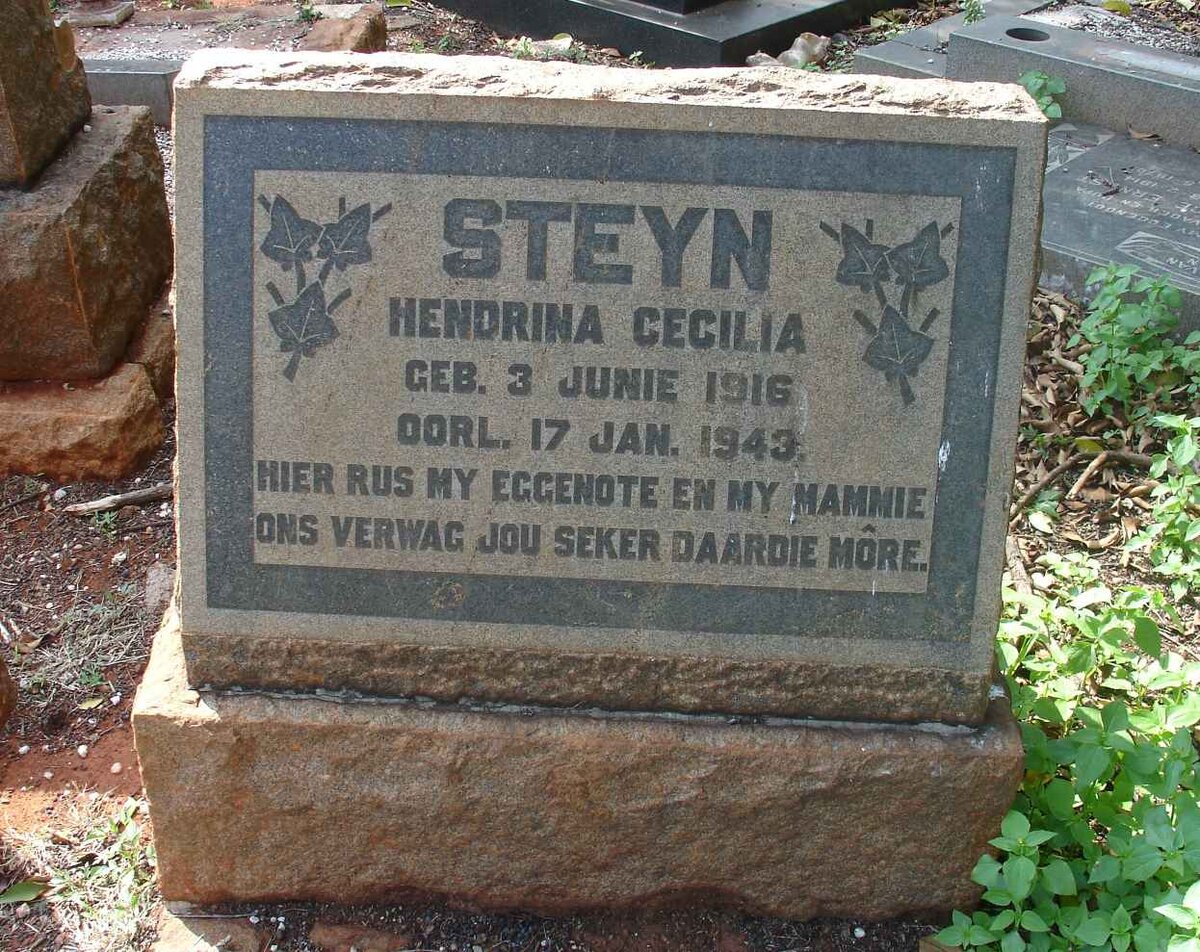 STEYN
HENDRINA CECILIA
GEB. 3 JUNIE 1916
OORL. 17 JAN. 1943.
HIER RUS MY EGGENOTE EN MY MAMMIE
ONS VERWAG JOU SEKER DAARDIE MÔRE.